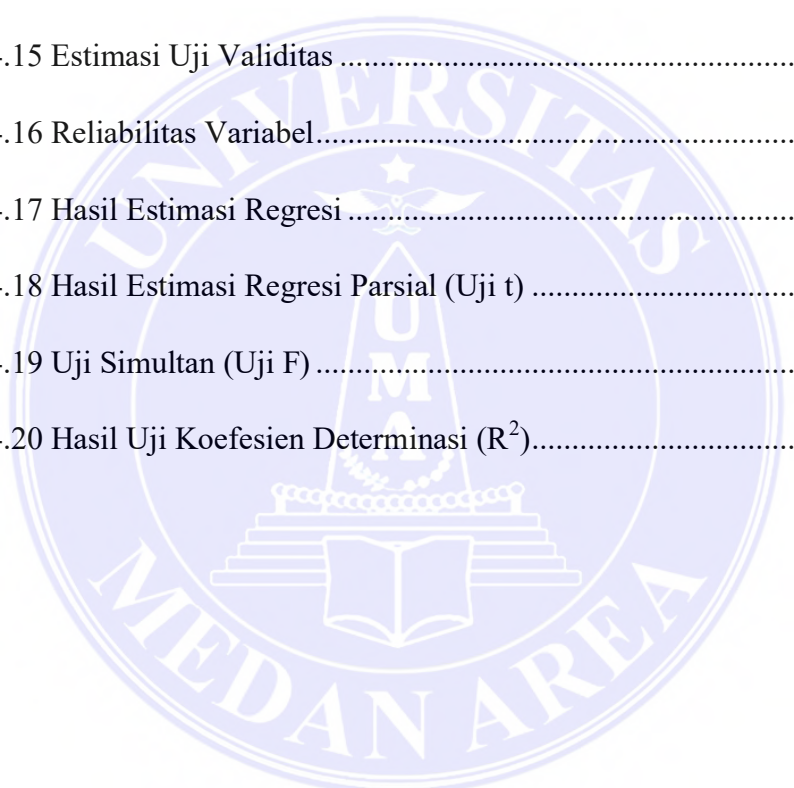 .15 Estimasi Uji Validitas ........................................................
.16 Reliabilitas Variabel...........................................................
.17 Hasil Estimasi Regresi.......................................................
.18 Hasil Estimasi Regresi Parsial (Uji t) .................................
.19 Uji Simultan (Uji F) ...........................................................
.20 Hasil Uji Koefesien Determinasi (R²).................................
UNIVERSITAS
UMA
MEDAN AREA